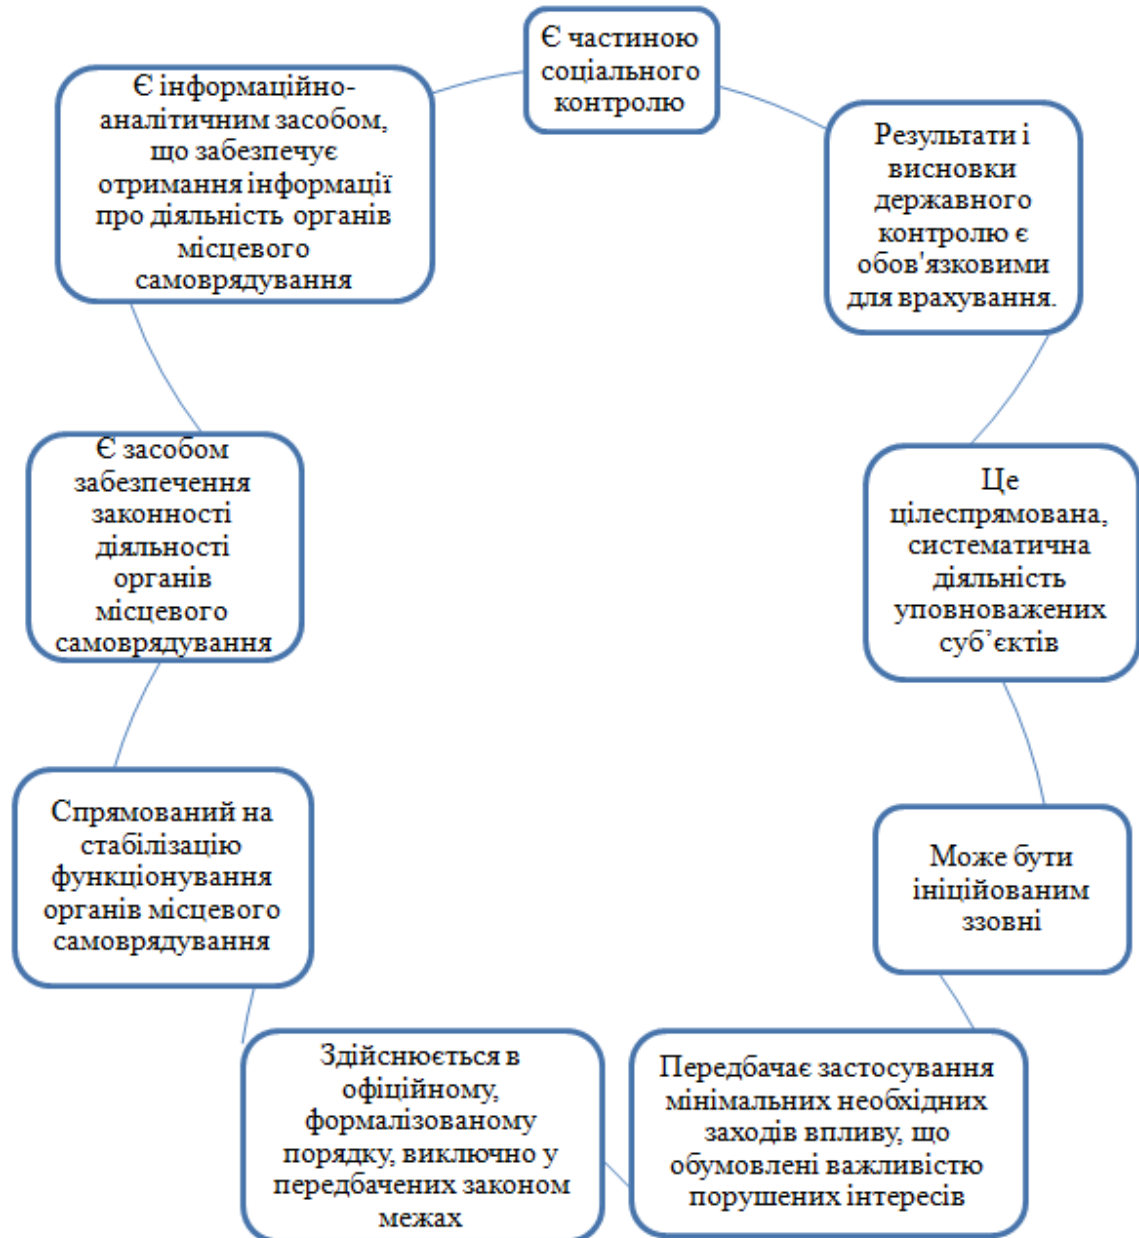 Є частиною
соціального
контролю
Результати і
висновки
державного
контролю є
обов'язковими
для врахування.
Це
цілеспрямована,
систематична
діяльність
уповноважених
суб’єктів
Може бути
ініційованим
ззовні
Передбачає застосування
мінімальних необхідних
заходів впливу, що
обумовлені важливістю
порушених інтересів
Здійснюється в
офіційному,
формалізованому
порядку, виключно у
передбачених законом
межах
Спрямований на
стабілізацію
функціонування
органів місцевого
самоврядування
Є засобом
забезпечення
законності
діяльності
органів
місцевого
самоврядування
Є інформаційно-
аналітичним засобом,
що забезпечує
отримання інформації
про діяльність органів
місцевого
самоврядування